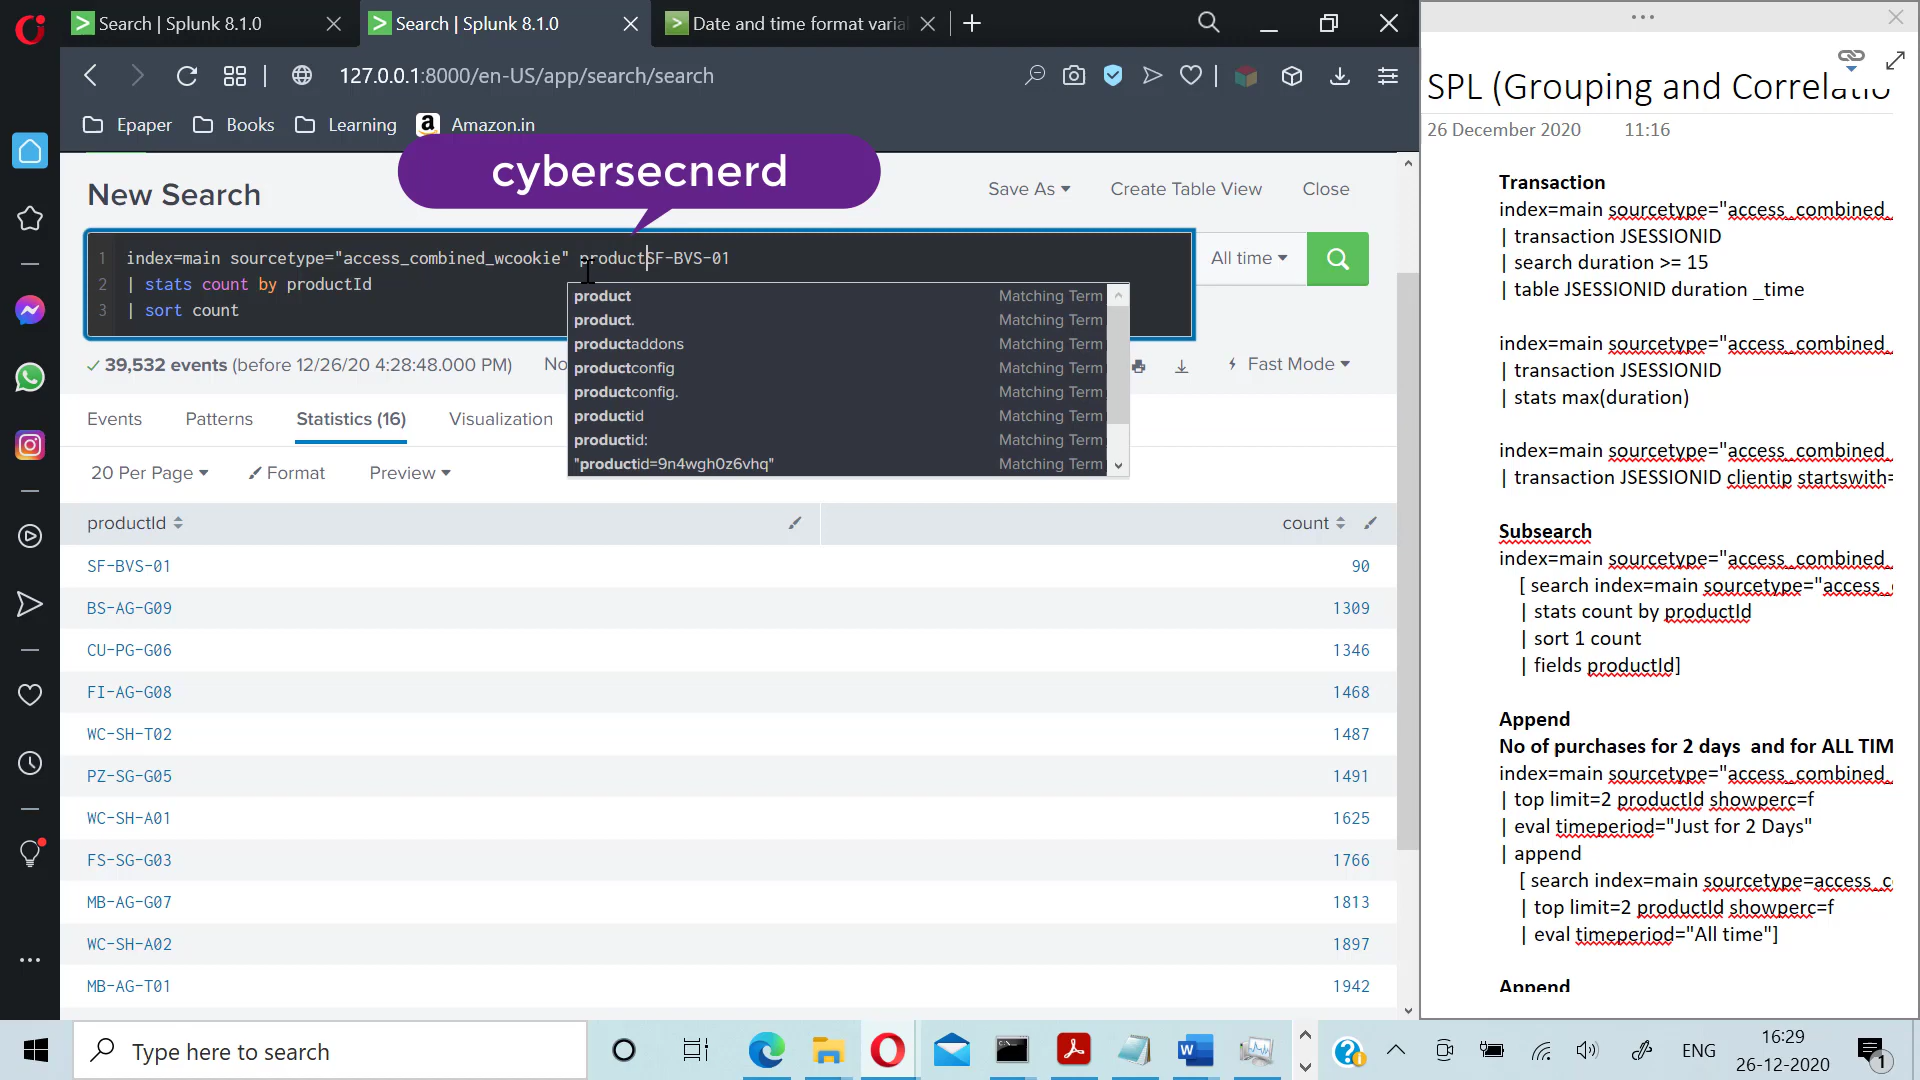 Search | Splunk 8.1.0
Search | Splunk 8.1.0
Date and time format varia
127.0.0.1:8000/en-US/app/search/search
Epaper
Books
Learning
Amazon.in
cybersecnerd
New Search
Save As
Create Table View
Close
1 index=main sourcetype="access_combined_wcookie" productSF-BVS-01
2 | stats count by productId
3 | sort count
All time
product Matching Term
product. Matching Term
productaddons Matching Term
productconfig Matching Term
productconfig. Matching Term
productid Matching Term
productid: Matching Term
"productid=9n4wgh0z6vhq" Matching Term
39,532 events (before 12/26/20 4:28:48.000 PM)
No
Fast Mode
Events
Patterns
Statistics (16)
Visualization
20 Per Page
Format
Preview
productId count
SF-BVS-01 90
BS-AG-G09 1309
CU-PG-G06 1346
FI-AG-G08 1468
WC-SH-T02 1487
PZ-SG-G05 1491
WC-SH-A01 1625
FS-SG-G03 1766
MB-AG-G07 1813
WC-SH-A02 1897
MB-AG-T01 1942
SPL (Grouping and Correlatio
26 December 2020 11:16
Transaction
index=main sourcetype="access_combined_
| transaction JSESSIONID
| search duration >= 15
| table JSESSIONID duration _time
index=main sourcetype="access_combined_
| transaction JSESSIONID
| stats max(duration)
index=main sourcetype="access_combined_
| transaction JSESSIONID clientip startswith=
Subsearch
index=main sourcetype="access_combined_
[ search index=main sourcetype="access_
| stats count by productId
| sort 1 count
| fields productId]
Append
No of purchases for 2 days and for ALL TIM
index=main sourcetype="access_combined_
| top limit=2 productId showperc=f
| eval timeperiod="Just for 2 Days"
| append
[ search index=main sourcetype=access_c
| top limit=2 productId showperc=f
| eval timeperiod="All time"]
Append
Type here to search
ENG
16:29
26-12-2020
1